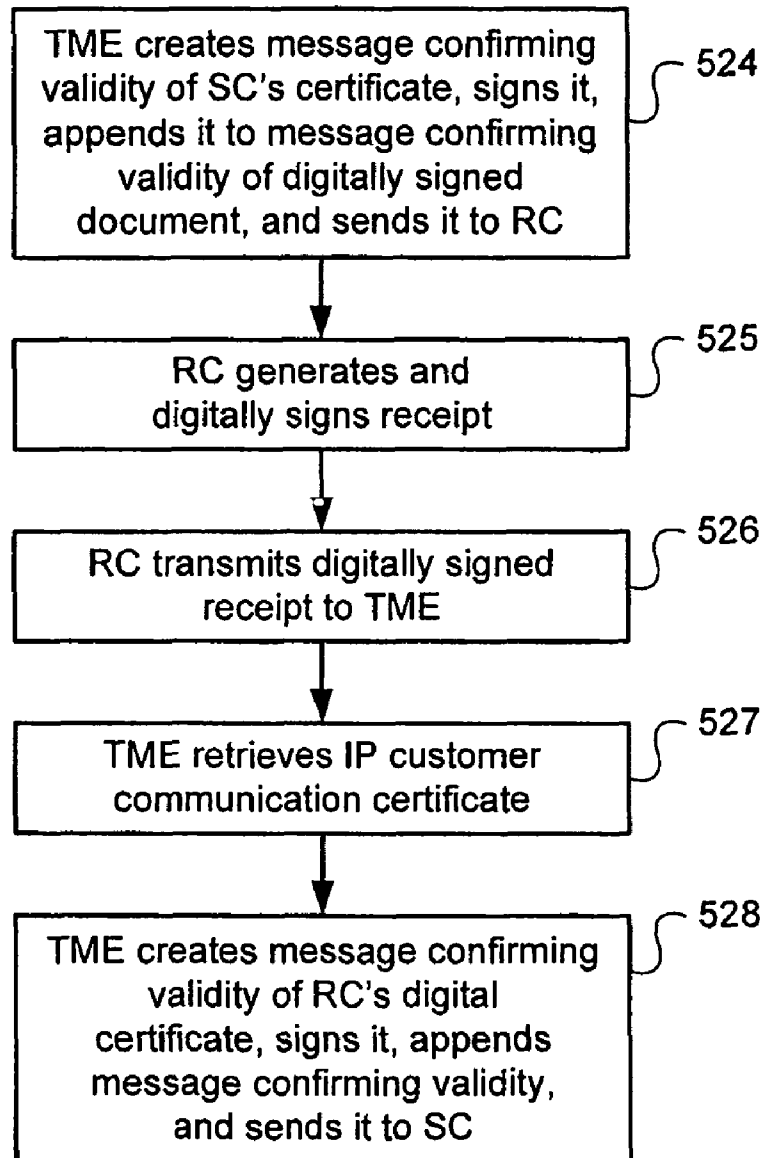 TME creates message confirming
validity of SC's certificate, signs it,
appends it to message confirming
validity of digitally signed
document, and sends it to RC
524
RC generates and
digitally signs receipt
525
RC transmits digitally signed
receipt to TME
526
TME retrieves IP customer
communication certificate
527
TME creates message confirming
validity of RC's digital
certificate, signs it, appends
message confirming validity,
and sends it to SC
528